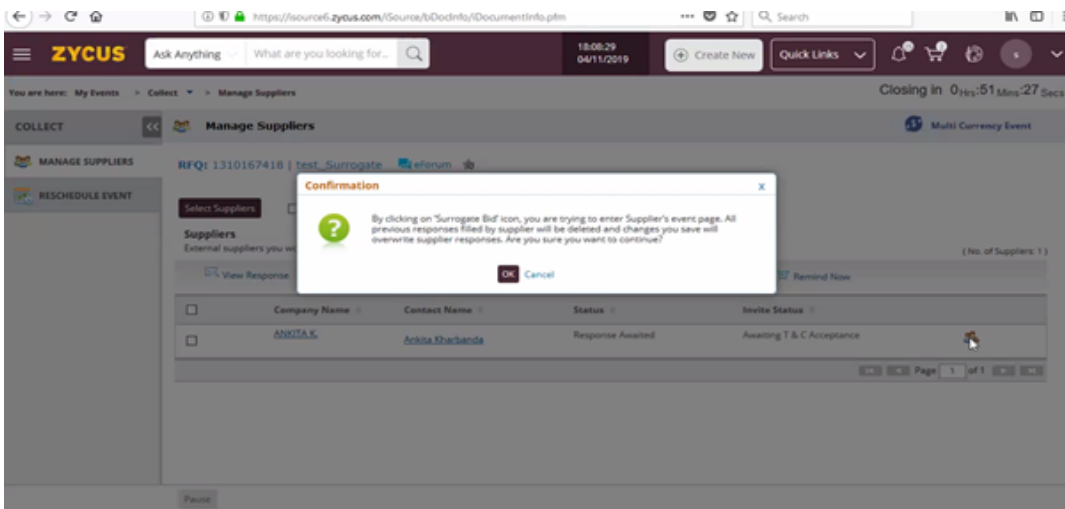 https://isource6.zycus.com/iSource/bDocInfo/iDocumentInfo.pfm
Search
ZYCUS
Ask Anything
What are you looking for...
18:08:29
04/11/2019
Create New
Quick Links
s
You are here: My Events > Collect > Manage Suppliers
Closing in 0Hrs:51Mins:27Secs
COLLECT
<<
Manage Suppliers
Multi Currency Event
MANAGE SUPPLIERS
RESCHEDULE EVENT
RFQ: 1310167418 | test_Surrogate
eForum
Confirmation
x
By clicking on 'Surrogate Bid' icon, you are trying to enter Supplier's event page. All
previous responses filled by supplier will be deleted and changes you save will
overwrite supplier responses. Are you sure you want to continue?
OK
Cancel
Select Suppliers
Suppliers
External suppliers you
(No. of Suppliers: 1)
View Response
Remind Now
Company Name
Contact Name
Status
Invite Status
ANKITA K.
Ankita Kharbanda
Response Awaited
Awaiting T & C Acceptance
Page 1 of 1
Pause